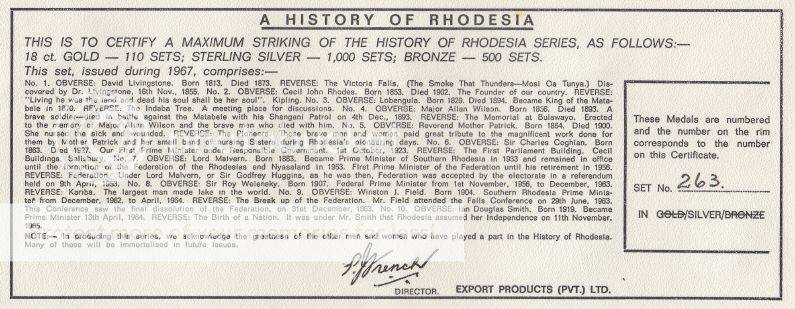 A HISTORY OF RHODESIA
THIS IS TO CERTIFY A MAXIMUM STRIKING OF THE HISTORY OF RHODESIA SERIES, AS FOLLOWS:—
18 ct. GOLD — 110 SETS; STERLING SILVER — 1,000 SETS; BRONZE — 500 SETS.
This set, issued during 1967, comprises:—
No. 1. OBVERSE: David Livingstone. Born 1813. Died 1873. REVERSE: The Victoria Falls. (The Smoke That Thunders—Mosi Oa Tunya.) Dis-
covered by Dr. Livingstone, 16th Nov., 1855. No. 2. OBVERSE: Cecil John Rhodes. Born 1853. Died 1902. The Founder of our country. REVERSE:
"Living he was the land and dead his soul shall be her soul". Kipling. No. 3. OBVERSE: Lobengula. Born 1829. Died 1894. Became King of the Mata-
bele in 1870. REVERSE: The Indaba Tree. A meeting place for discussions. No. 4. OBVERSE: Major Allan Wilson. Born 1856. Died 1893. A
brave soldier—died in battle against the Matabele with his Shangani Patrol on 4th Dec., 1893. REVERSE: The Memorial at Bulawayo. Erected
to the memory of Major Allan Wilson and the brave men who died with him. No. 5. OBVERSE: Reverend Mother Patrick. Born 1864, Died 1900.
She nursed the sick and wounded. REVERSE: The Pioneers. These brave men and women paid great tribute to the magnificent work done for
them by Mother Patrick and her small band of nursing Sisters during Rhodesia's pioneering days. No. 6. OBVERSE: Sir Charles Coghlan. Born
1863. Died 1927. Our First Prime Minister under Responsible Government. 1st October, 1923. REVERSE: The First Parliament Building, Cecil
Buildings, Salisbury. No. 7. OBVERSE: Lord Malvern. Born 1883. Became Prime Minister of Southern Rhodesia in 1933 and remained in office
until the formation of the Federation of the Rhodesias and Nyasaland in 1953. First Prime Minister of the Federation until his retirement in 1956.
REVERSE: Federation. Under Lord Malvern, or Sir Godfrey Huggins, as he was then, Federation was accepted by the electorate in a referendum
held on 9th April, 1953. No. 8. OBVERSE: Sir Roy Welensky. Born 1907. Federal Prime Minister from 1st November, 1956, to December, 1963.
REVERSE: Kariba. The largest man made lake in the world. No. 9. OBVERSE: Winston J. Field. Born 1904. Southern Rhodesia Prime Minis-
ter from December, 1962, to April, 1964. REVERSE: The Break up of the Federation. Mr. Field attended the Falls Conference on 29th June, 1963.
This Conference saw the final dissolution of the Federation, on 31st December, 1963. No. 10. OBVERSE: Ian Douglas Smith. Born 1919. Became
Prime Minister 13th April, 1964. REVERSE: The Birth of a Nation. It was under Mr. Smith that Rhodesia assumed her Independence on 11th November,
1965.
NOTE:— In producing this series, we acknowledge the greatness of the other men and women who have played a part in the History of Rhodesia.
Many of these will be immortalised in future issues.
These Medals are numbered
and the number on the rim
corresponds to the number
on this Certificate.
SET No. 263.
IN GOLD/SILVER/BRONZE
P. J. French
DIRECTOR. EXPORT PRODUCTS (PVT.) LTD.